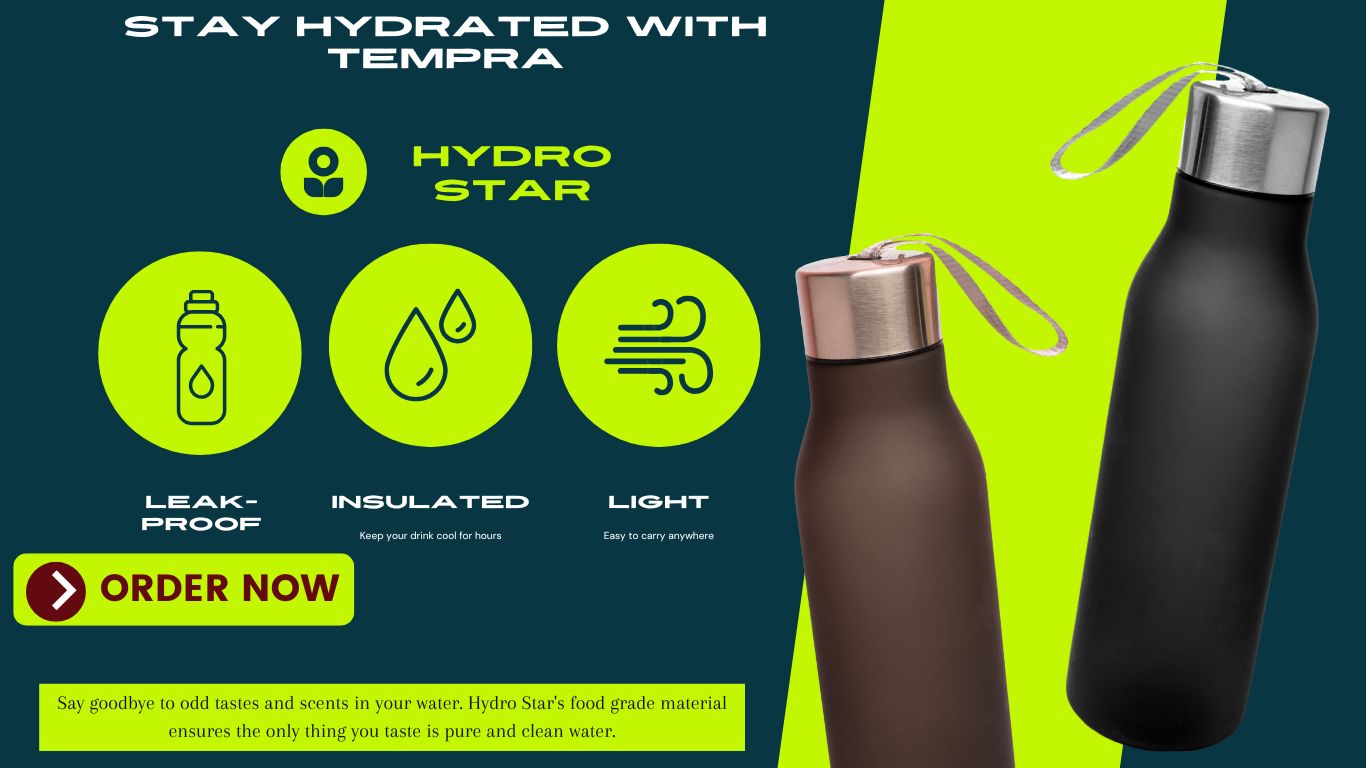 STAY HYDRATED WITH
TEMPRA
HYDRO
STAR
LEAK-
PROOF
INSULATED
Keep your drink cool for hours
LIGHT
Easy to carry anywhere
ORDER NOW
Say goodbye to odd tastes and scents in your water. Hydro Star's food grade material
ensures the only thing you taste is pure and clean water.